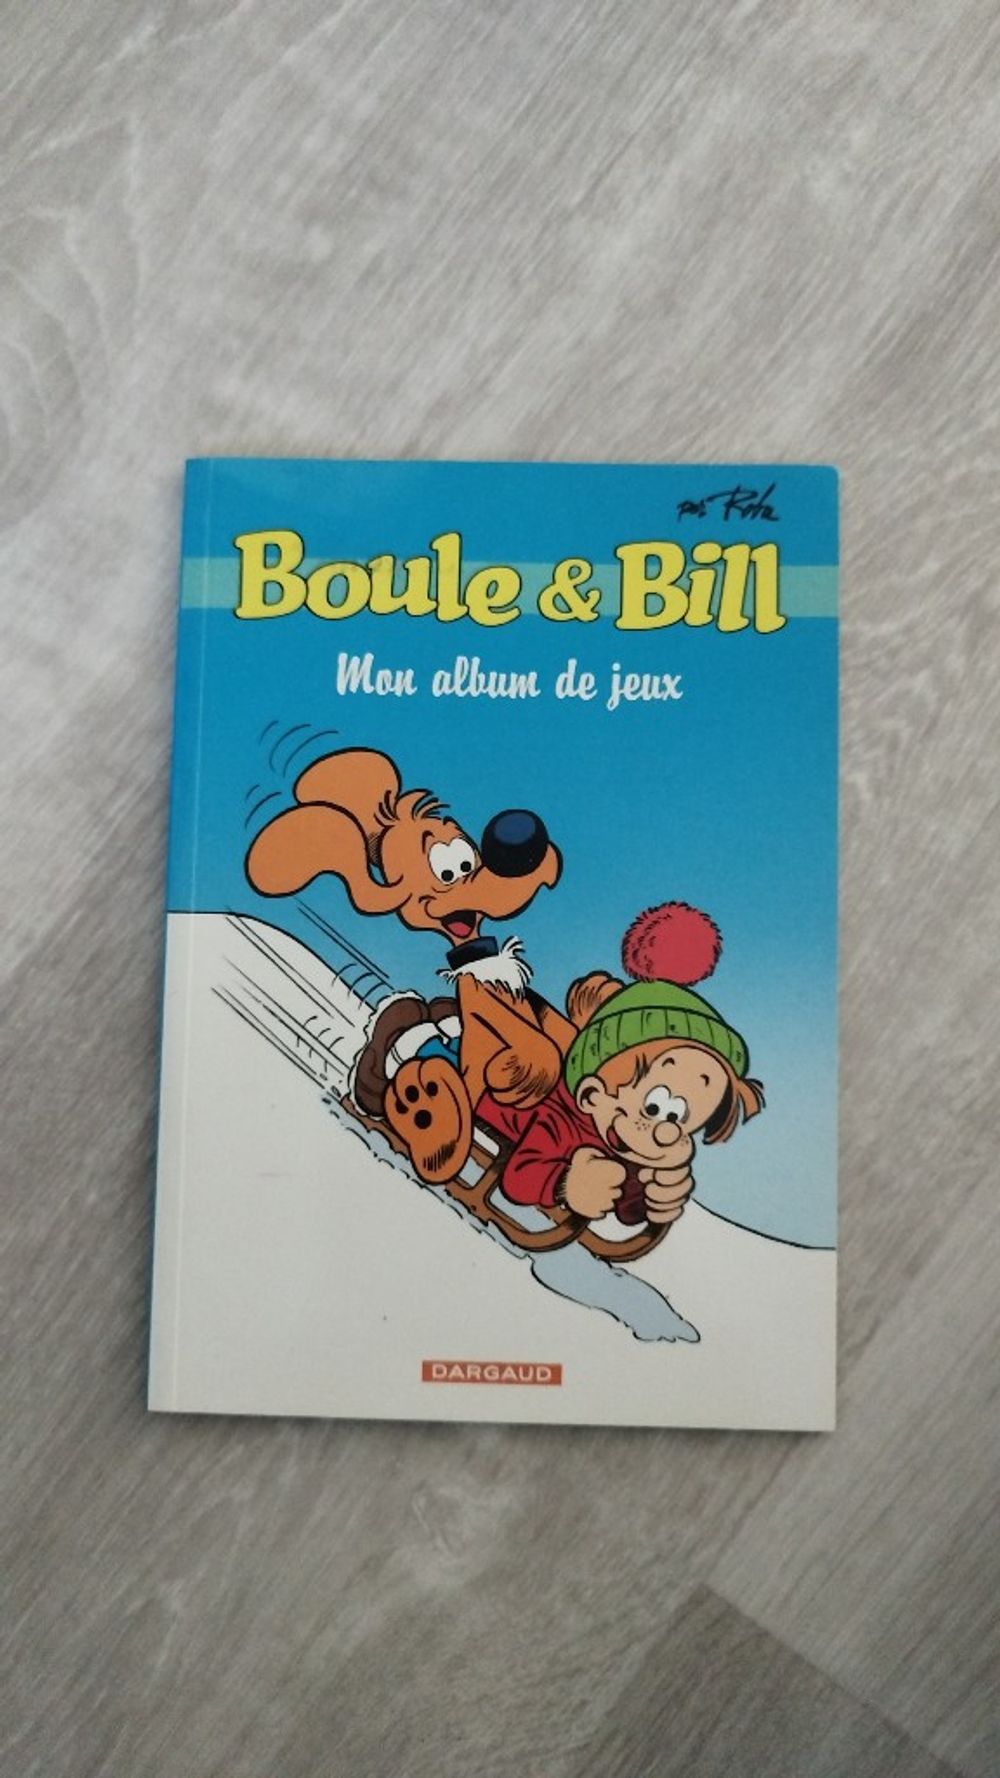 par Roba
Boule & Bill
Mon album de jeux
DARGAUD